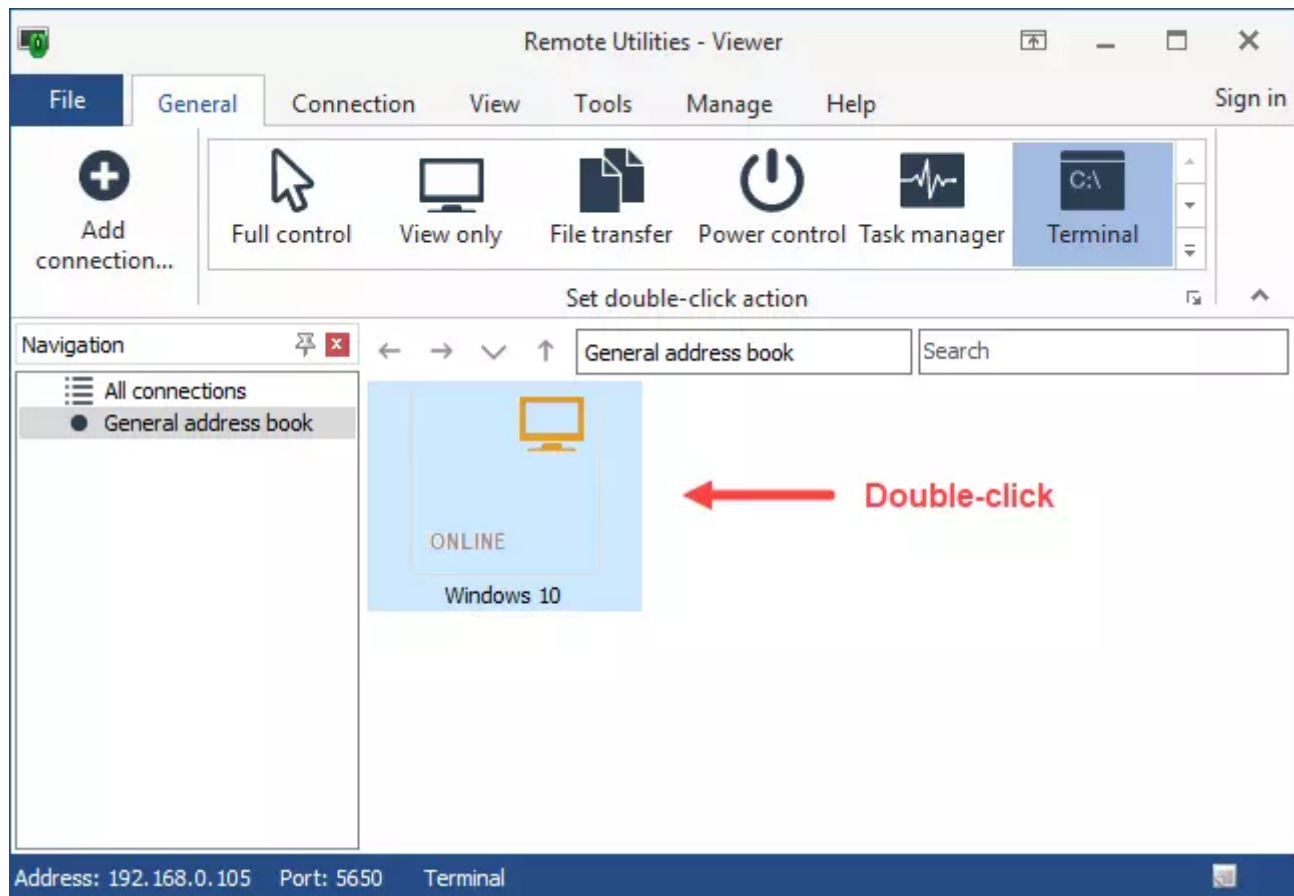 Remote Utilities - Viewer
File General Connection View Tools Manage Help Sign in
Add connection...
Full control View only File transfer Power control Task manager C:\ Terminal
Set double-click action
Navigation General address book Search
All connections
General address book
Double-click
ONLINE
Windows 10
Address: 192.168.0.105 Port: 5650 Terminal